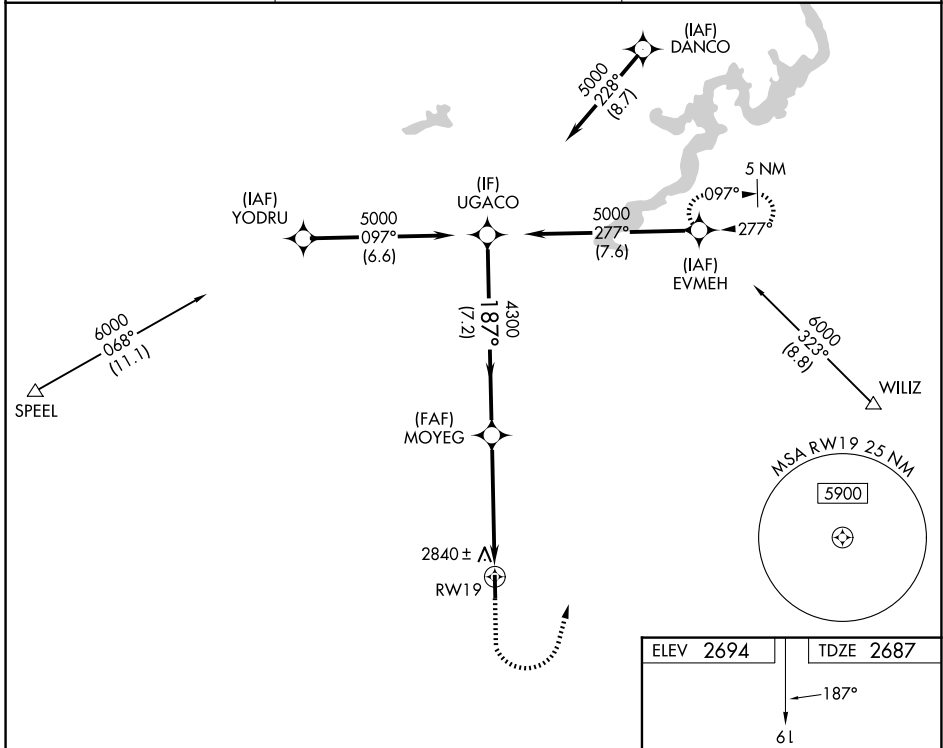 (IAF)
DANCO
5000
228°
(8.7)
5 NM
097°
277°
(IAF)
YODRU
5000
097°
(6.6)
(IF)
UGACO
5000
277°
(7.6)
(IAF)
EVMEH
6000
068°
(11.1)
SPEEL
4300
187°
(7.2)
6000
323°
(8.8)
WILIZ
(FAF)
MOYEG
MSA RW19 25 NM
5900
2840 ±
RW19
ELEV 2694
TDZE 2687
187°
19